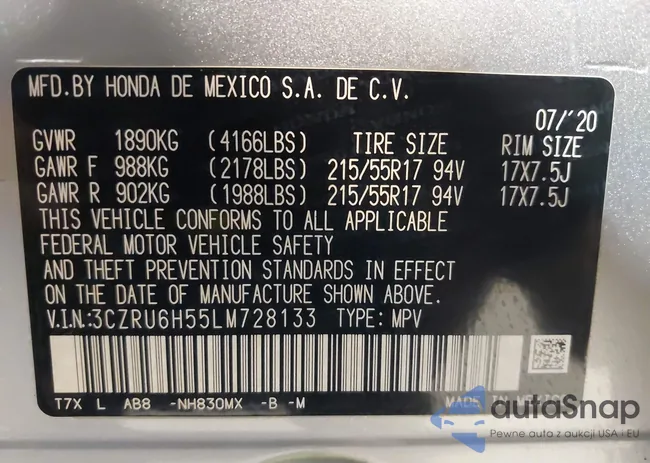 MFD.BY HONDA DE MEXICO S.A. DE C.V.
07/'20
GVWR 1890KG (4166LBS) TIRE SIZE RIM SIZE
GAWR F 988KG (2178LBS) 215/55R17 94V 17X7.5J
GAWR R 902KG (1988LBS) 215/55R17 94V 17X7.5J
THIS VEHICLE CONFORMS TO ALL APPLICABLE
FEDERAL MOTOR VEHICLE SAFETY
AND THEFT PREVENTION STANDARDS IN EFFECT
ON THE DATE OF MANUFACTURE SHOWN ABOVE.
V.I.N.:3CZRU6H55LM728133 TYPE: MPV
T7X L AB8 -NH830MX -B -M MADE IN MEXICO
autoSnap
Pewne auta z aukcji USA i EU